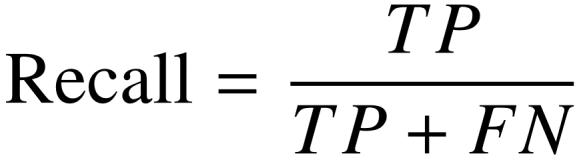 Recall = TP / TP + FN